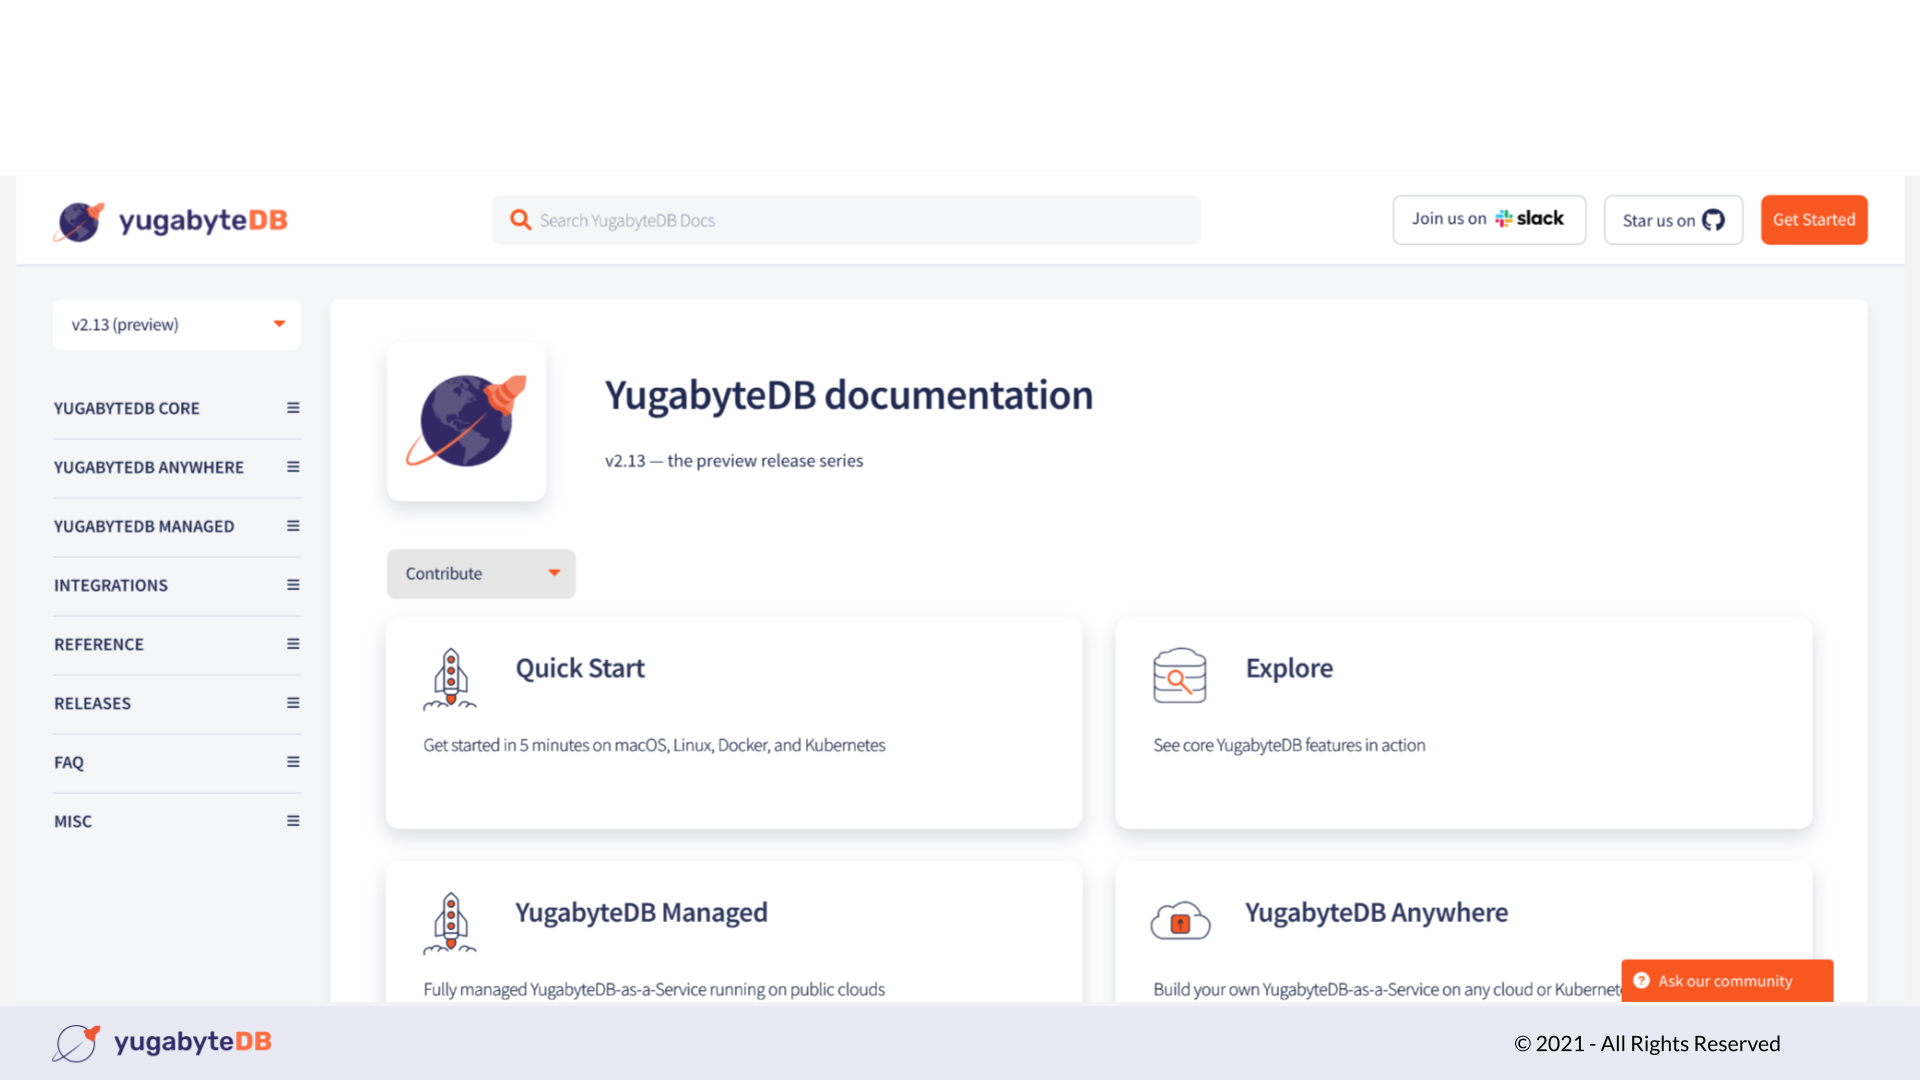 yugabyteDB
Search YugabyteDB Docs
Join us on slack
Star us on
Get Started
v2.13 (preview)
YUGABYTEDB CORE
YUGABYTEDB ANYWHERE
YUGABYTEDB MANAGED
INTEGRATIONS
REFERENCE
RELEASES
FAQ
MISC
YugabyteDB documentation
v2.13 — the preview release series
Contribute
Quick Start
Get started in 5 minutes on macOS, Linux, Docker, and Kubernetes
Explore
See core YugabyteDB features in action
YugabyteDB Managed
Fully managed YugabyteDB-as-a-Service running on public clouds
YugabyteDB Anywhere
Build your own YugabyteDB-as-a-Service on any cloud or Kubernet
Ask our community
yugabyteDB
© 2021 - All Rights Reserved